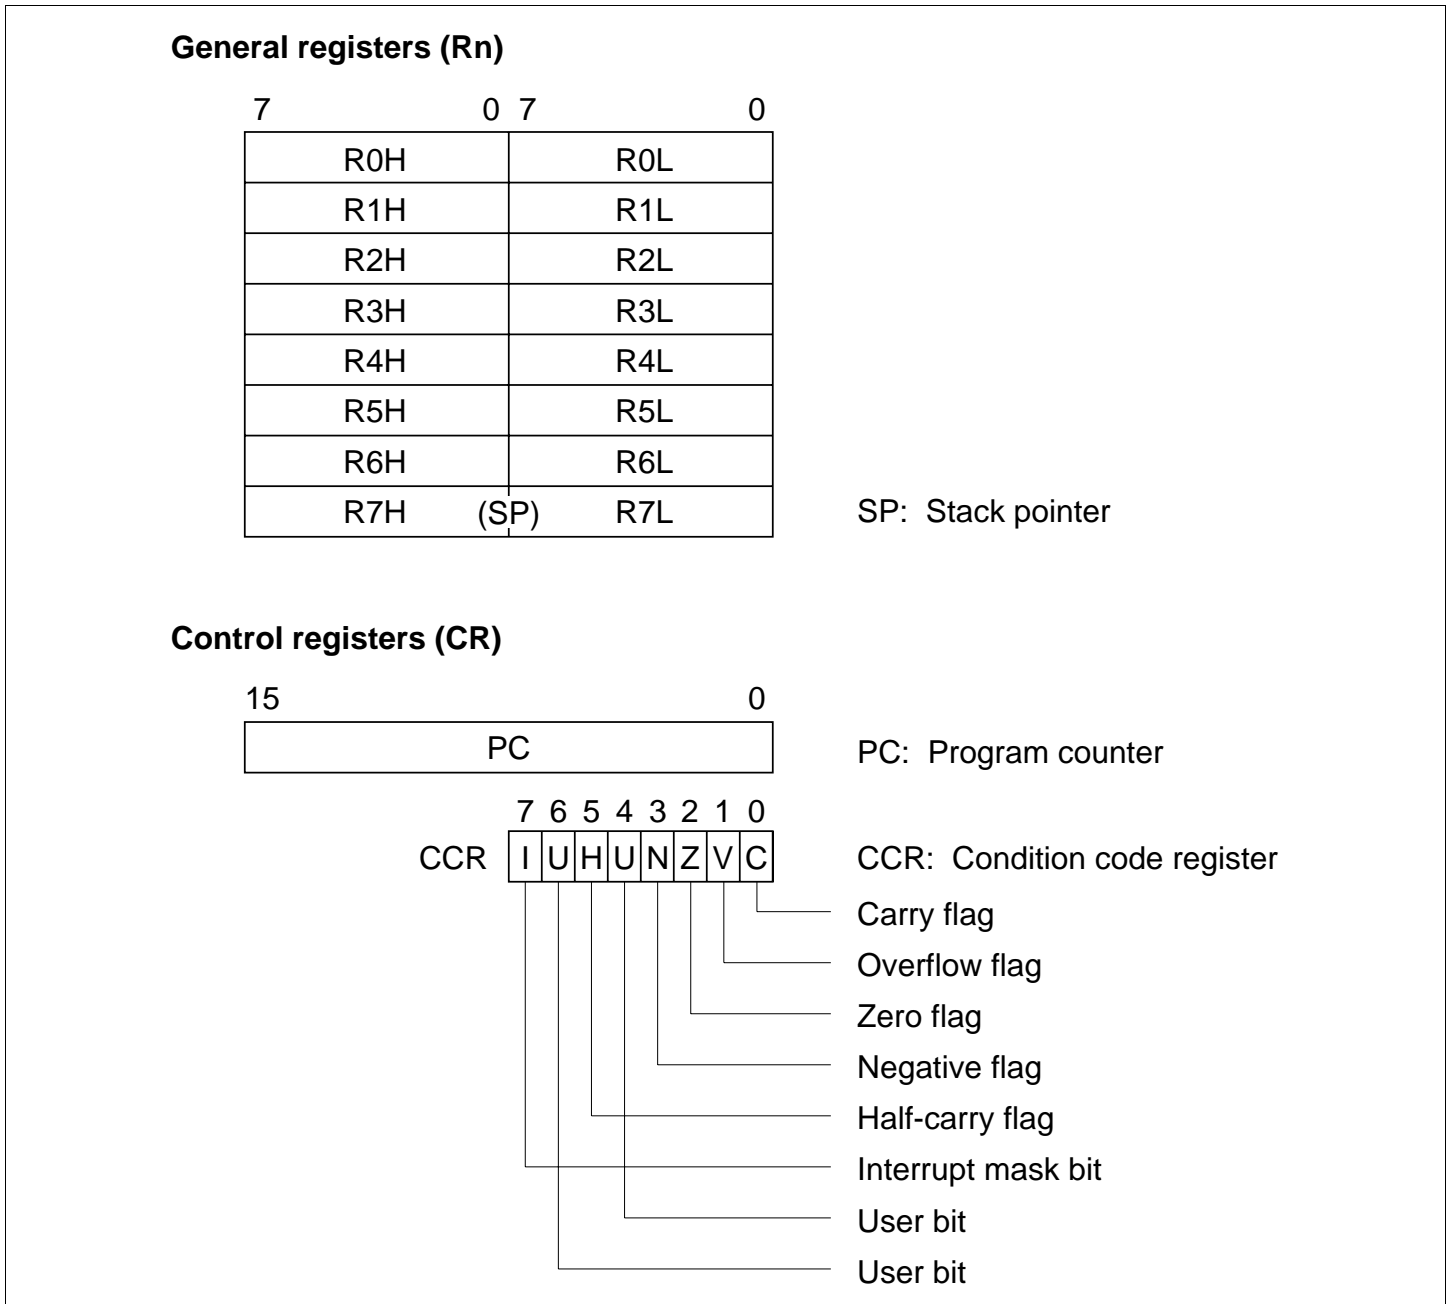 General registers (Rn)
7 0 7 0
R0H R0L
R1H R1L
R2H R2L
R3H R3L
R4H R4L
R5H R5L
R6H R6L
R7H (SP) R7L SP: Stack pointer
Control registers (CR)
15 0
PC PC: Program counter
7 6 5 4 3 2 1 0
CCR I U H U N Z V C CCR: Condition code register
Carry flag
Overflow flag
Zero flag
Negative flag
Half-carry flag
Interrupt mask bit
User bit
User bit